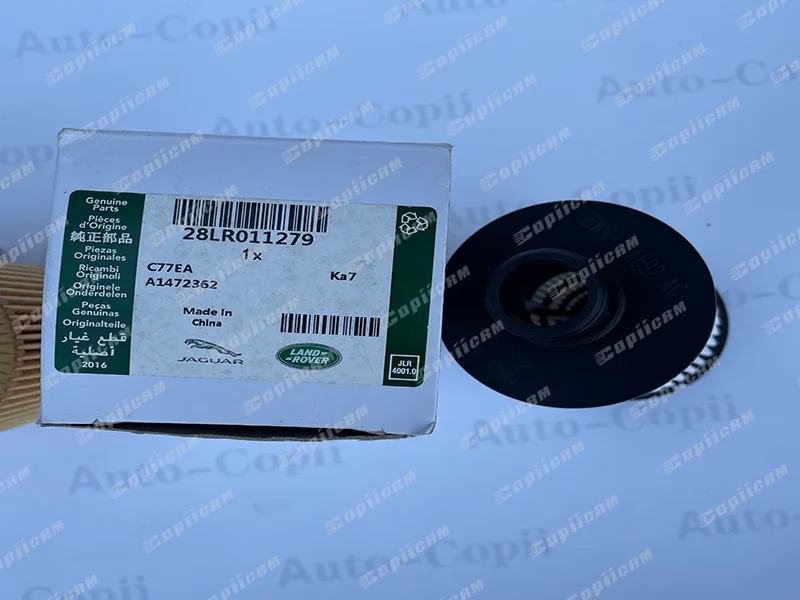 Genuine
Parts
Pièces
d'Origine
純正部品
Piezas
Originales
Ricambi
Originali
Originele
Onderdelen
Peças
Genuinas
Originalteile
قطع غيار
أصلية
2016
28LR011279
1x
C77EA
A1472362
Ka7
Made in
China
JAGUAR
LAND
ROVER
JLR
4001.0
Auto-Copii
CopiiCAM